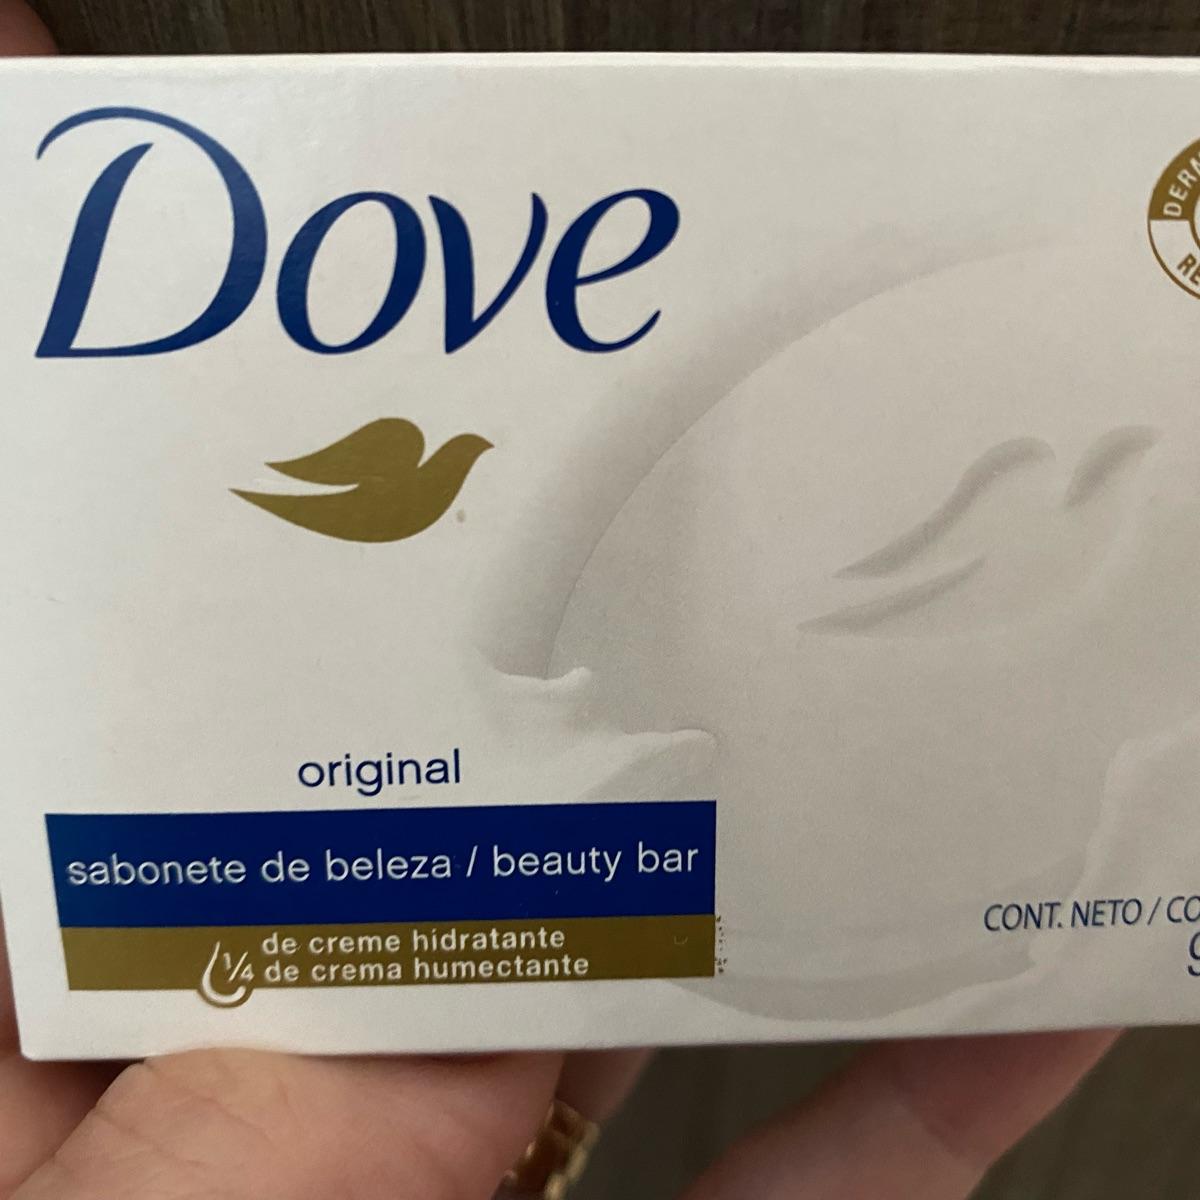 Dove
original
sabonete de beleza / beauty bar
1/4 de creme hidratante
de crema humectante
CONT. NETO / CO